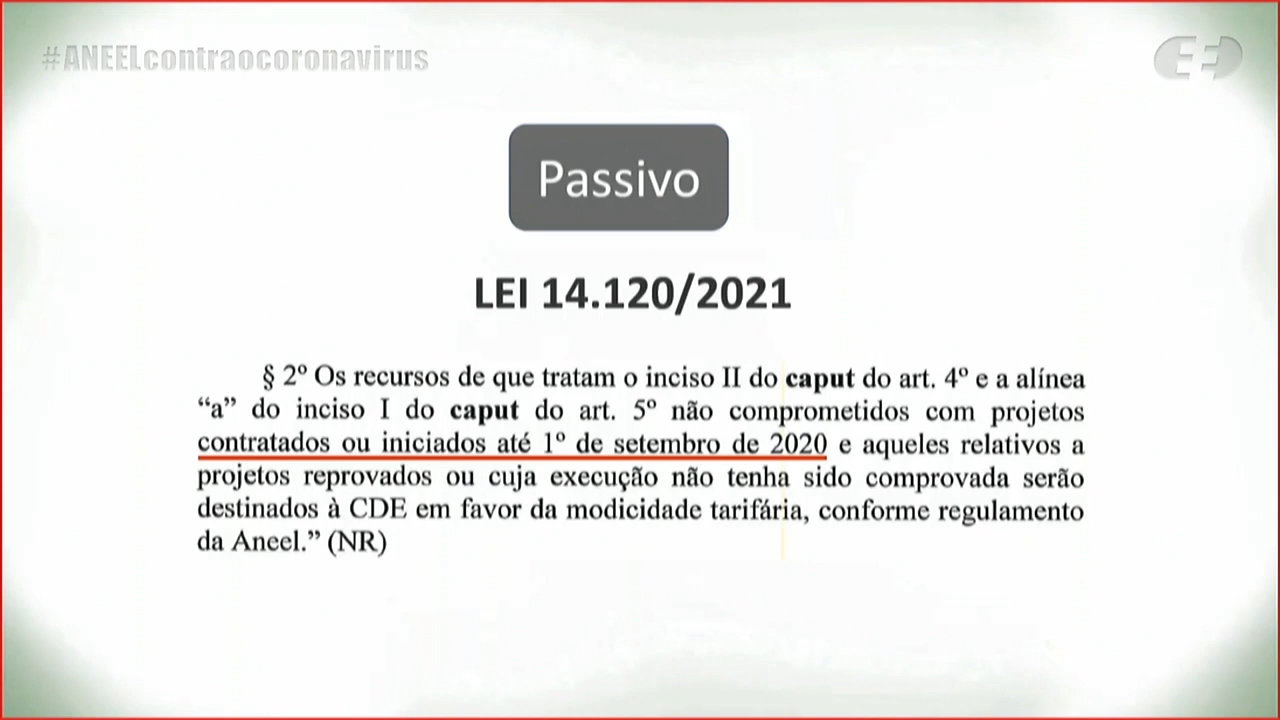 #ANEELcontraocoronavirus
Passivo
LEI 14.120/2021
§ 2º Os recursos de que tratam o inciso II do caput do art. 4º e a alínea
“a” do inciso I do caput do art. 5º não comprometidos com projetos
contratados ou iniciados até 1º de setembro de 2020 e aqueles relativos a
projetos reprovados ou cuja execução não tenha sido comprovada serão
destinados à CDE em favor da modicidade tarifária, conforme regulamento
da Aneel.” (NR)